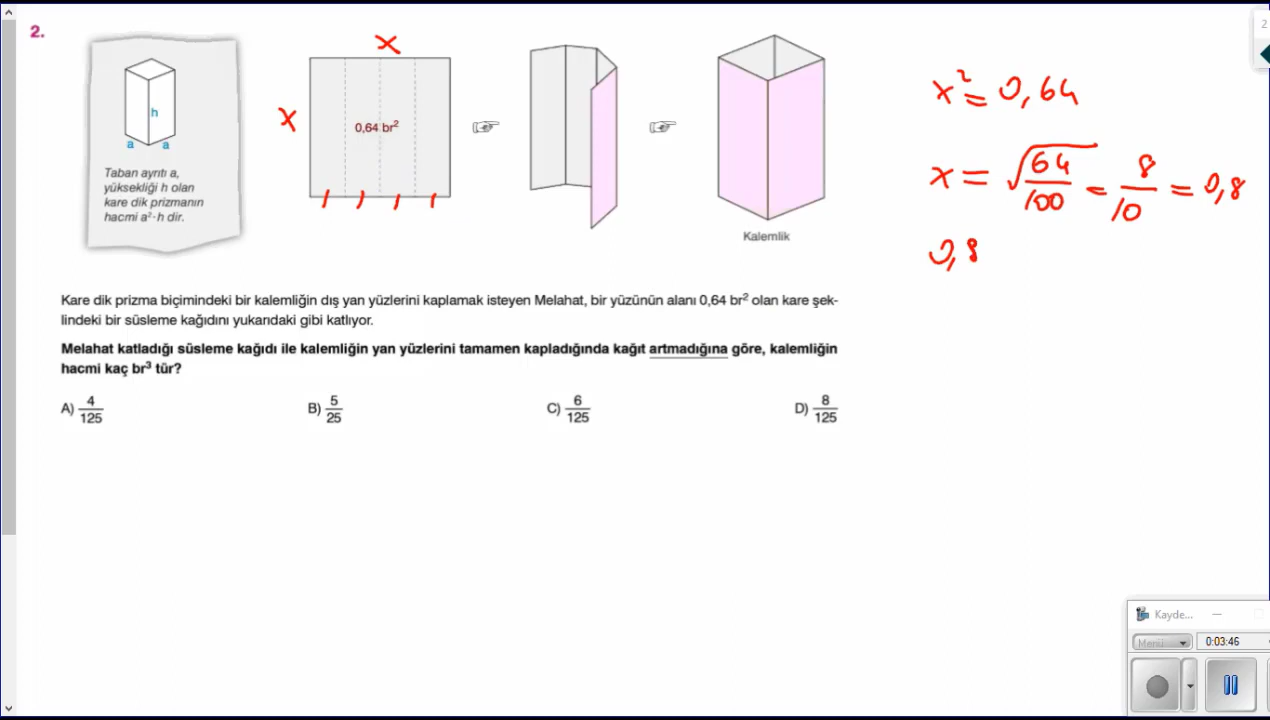 2.
h
a a
Taban ayrıtı a,
yüksekliği h olan
kare dik prizmanın
hacmi a²·h dir.
x
x
0,64 br²
Kalemlik
x² = 0,64
x = √64/100 = 8/10 = 0,8
0,8
Kare dik prizma biçimindeki bir kalemliğin dış yan yüzlerini kaplamak isteyen Melahat, bir yüzünün alanı 0,64 br² olan kare şek-
lindeki bir süsleme kağıdını yukarıdaki gibi katlıyor.
Melahat katladığı süsleme kağıdı ile kalemliğin yan yüzlerini tamamen kapladığında kağıt artmadığına göre, kalemliğin
hacmi kaç br³ tür?
A) 4/125 B) 5/25 C) 6/125 D) 8/125
2
Kayde...
Menü 0:03:46